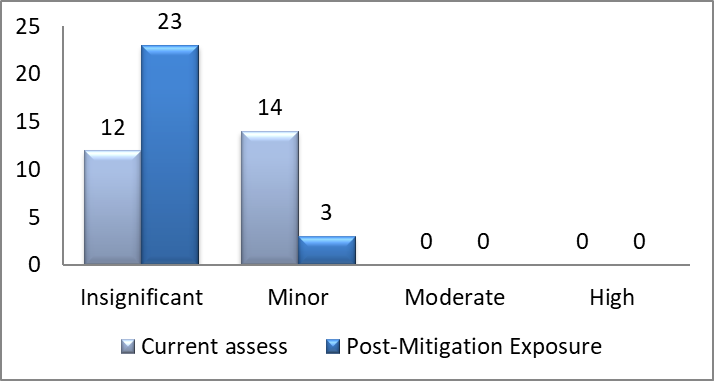 25
20
15
10
5
0
12
23
14
3
0
0
0
0
Insignificant
Minor
Moderate
High
Current assess
Post-Mitigation Exposure